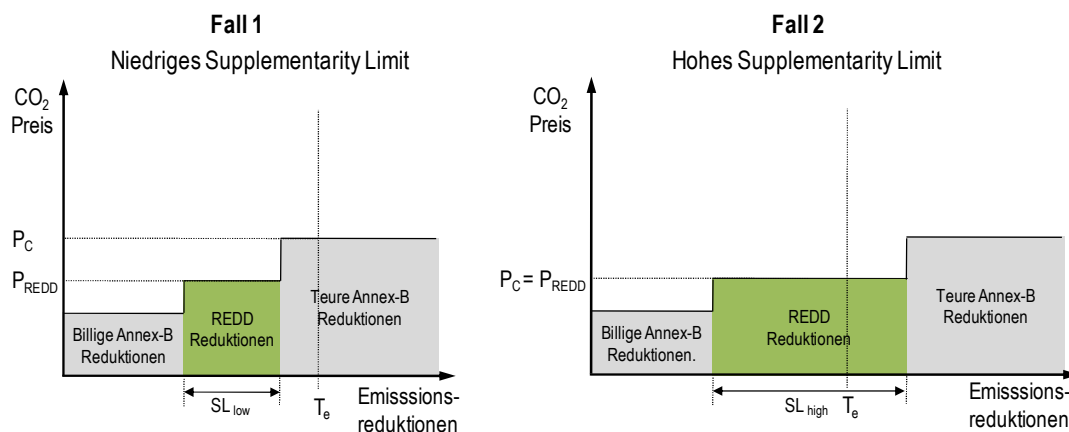 Fall 1
Niedriges Supplementarity Limit
CO2
Preis
PC
PREDD
Billige Annex-B
Reduktionen
REDD
Reduktionen
Teure Annex-B
Reduktionen
SL low
Te
Emisssions-
reduktionen
Fall 2
Hohes Supplementarity Limit
CO2
Preis
PC = PREDD
Billige Annex-B
Reduktionen.
REDD
Reduktionen
Teure Annex-B
Reduktionen
SL high
Te
Emisssions-
reduktionen